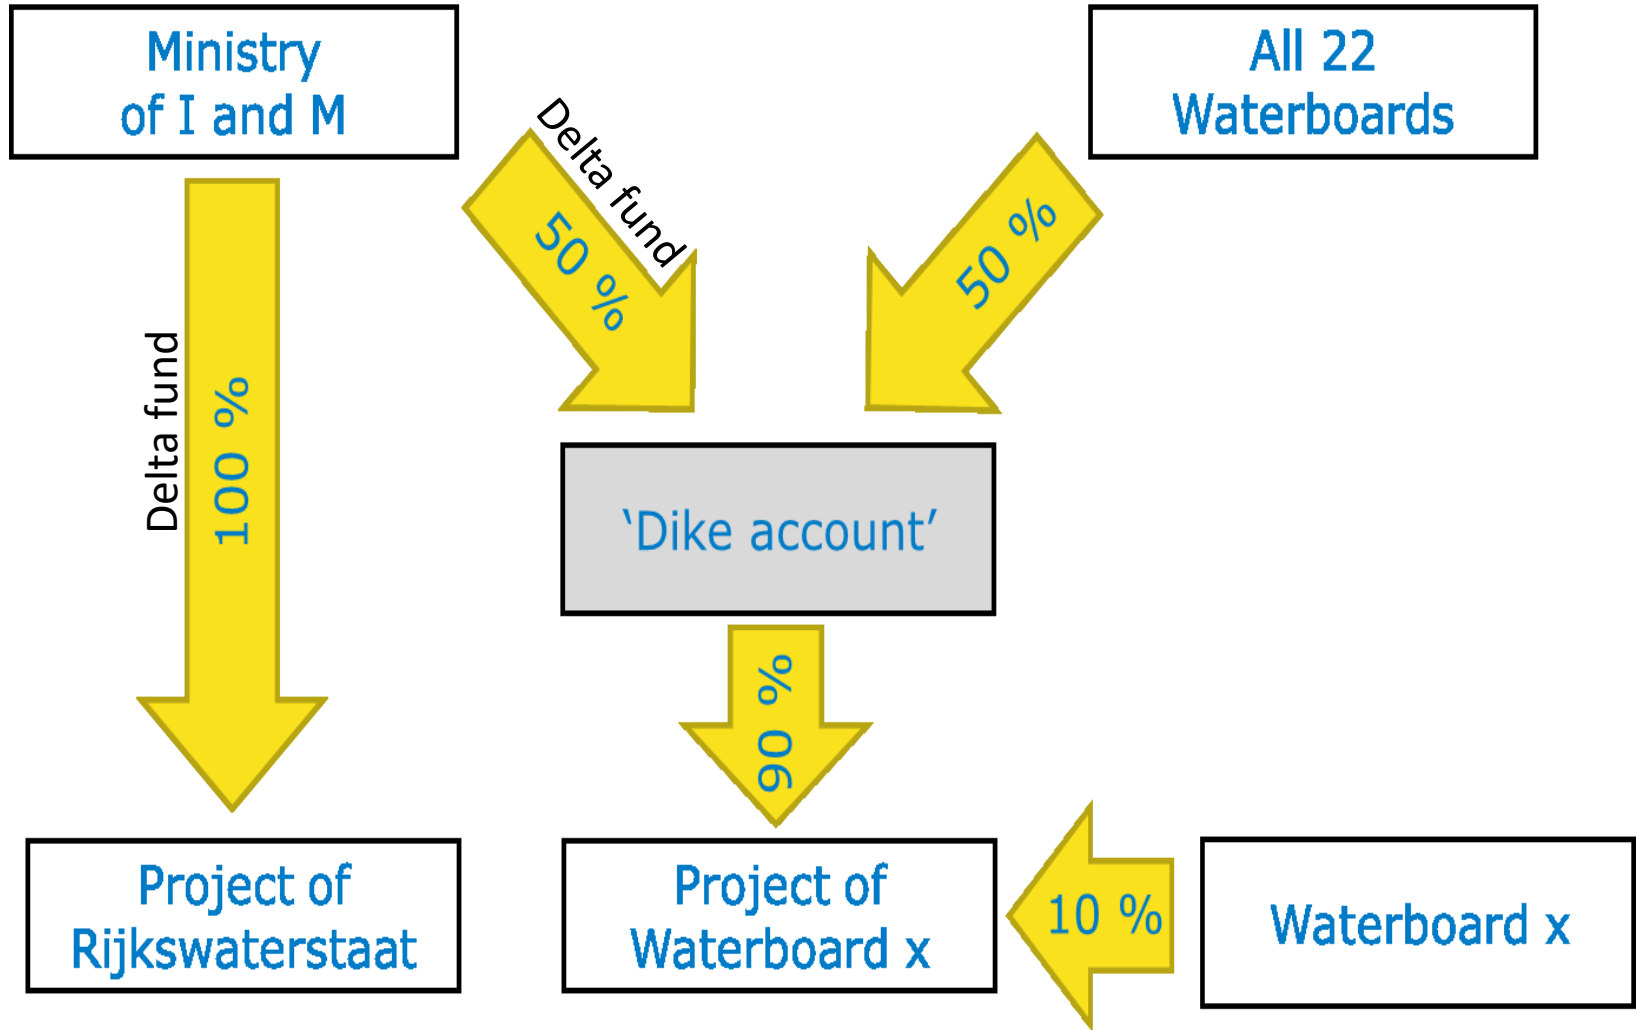 Ministry
of I and M
All 22
Waterboards
Delta fund
50 %
50 %
Delta fund
100 %
‘Dike account’
90 %
Project of
Rijkswaterstaat
Project of
Waterboard x
10 %
Waterboard x